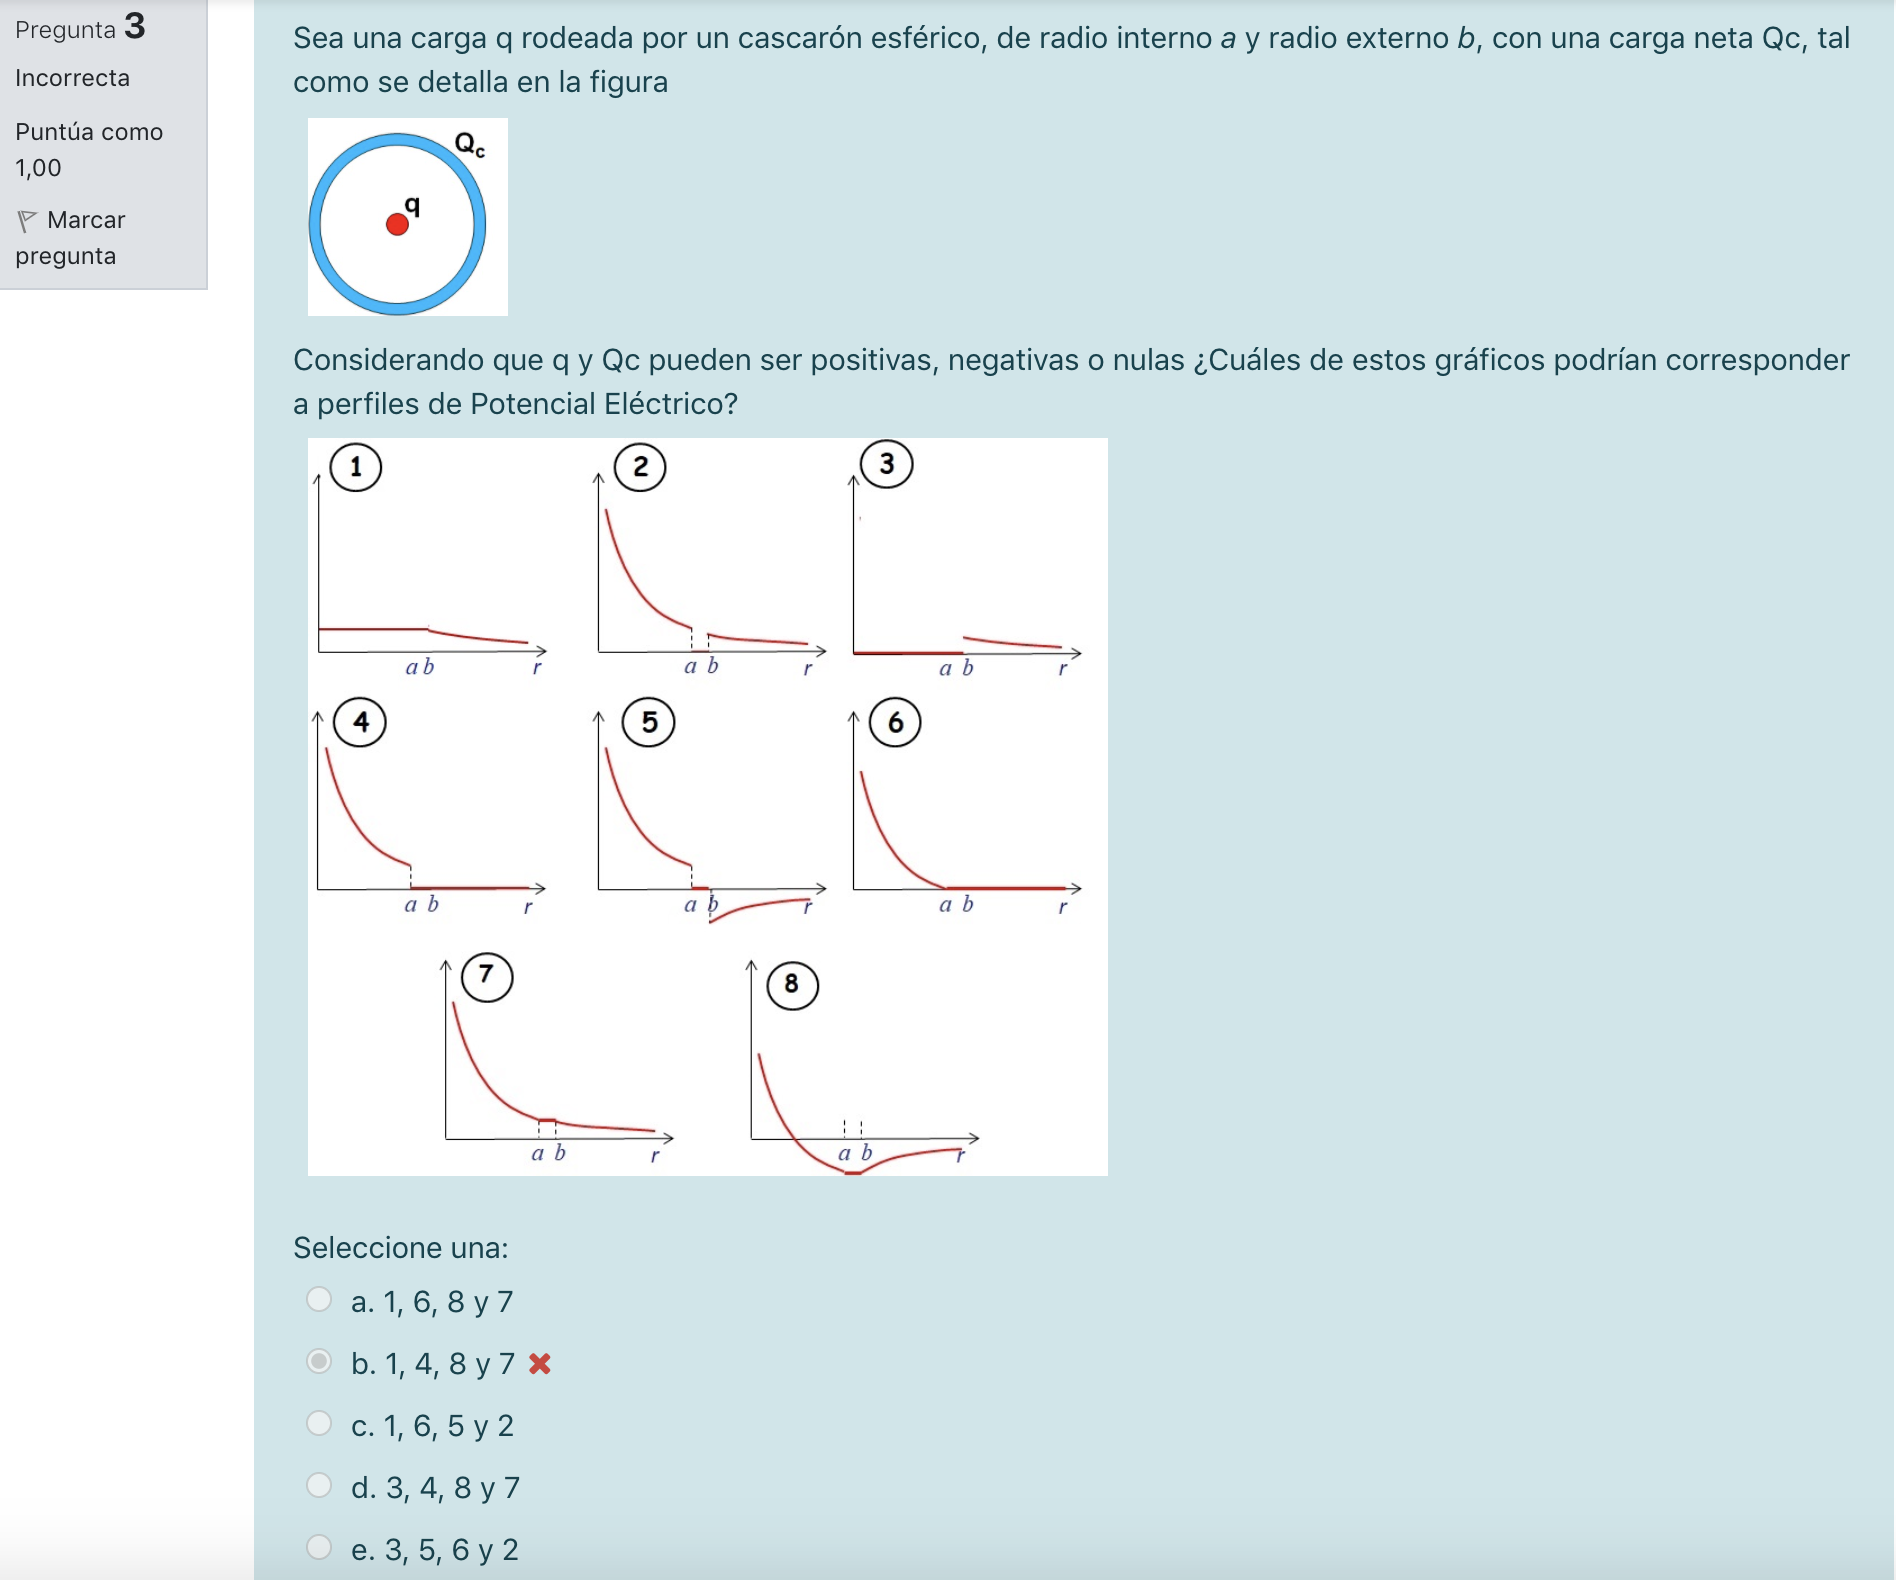 Pregunta 3
Incorrecta
Puntúa como
1,00
Marcar
pregunta
Sea una carga q rodeada por un cascarón esférico, de radio interno a y radio externo b, con una carga neta Qc, tal
como se detalla en la figura
Qc
q
Considerando que q y Qc pueden ser positivas, negativas o nulas ¿Cuáles de estos gráficos podrían corresponder
a perfiles de Potencial Eléctrico?
1 2 3
a b r a b r a b r
4 5 6
a b r a b r a b r
7 8
a b r a b r
Seleccione una:
a. 1, 6, 8 y 7
b. 1, 4, 8 y 7
c. 1, 6, 5 y 2
d. 3, 4, 8 y 7
e. 3, 5, 6 y 2